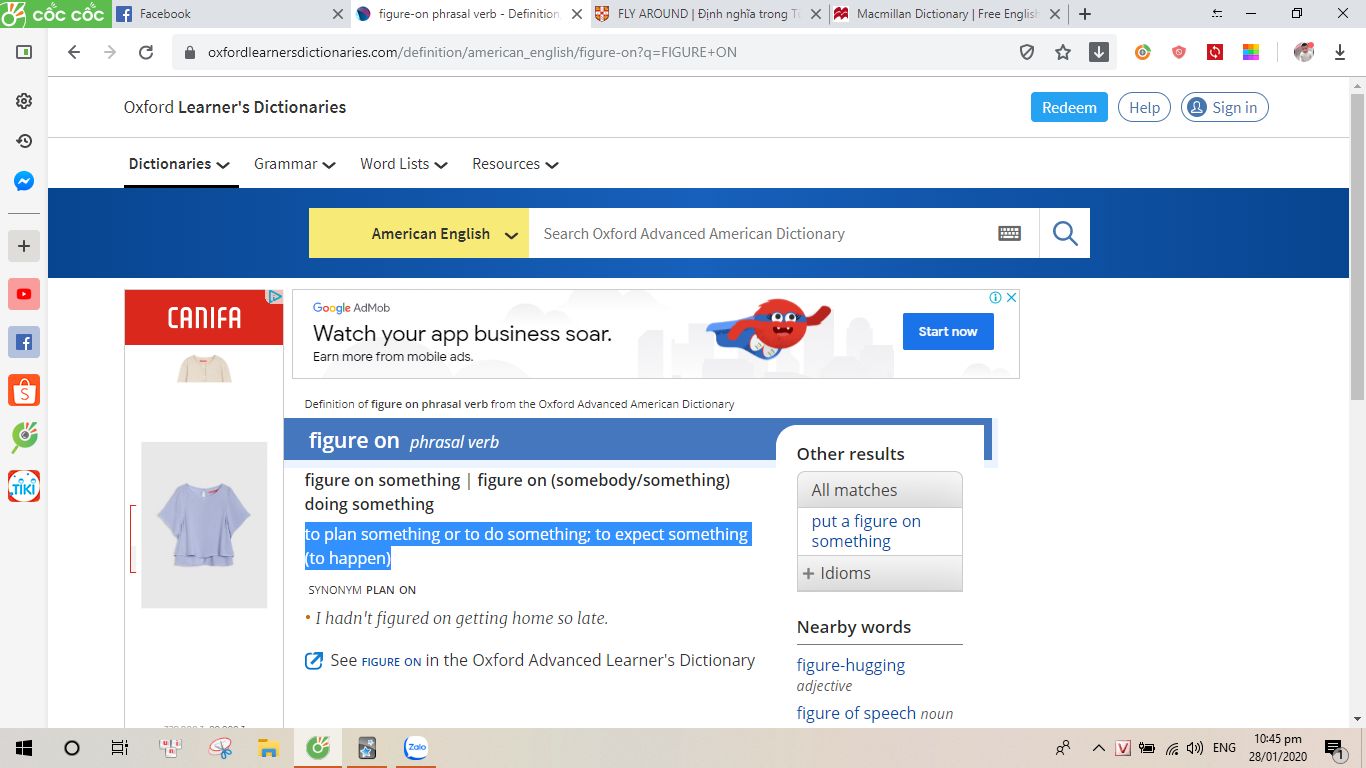 CỐC CỐC
Facebook
figure-on phrasal verb - Definition,
FLY AROUND | Định nghĩa trong Từ
Macmillan Dictionary | Free English
oxfordlearnersdictionaries.com/definition/american_english/figure-on?q=FIGURE+ON
Oxford Learner's Dictionaries
Redeem
Help
Sign in
Dictionaries
Grammar
Word Lists
Resources
American English
Search Oxford Advanced American Dictionary
CANIFA
Google AdMob
Watch your app business soar.
Earn more from mobile ads.
Start now
Definition of figure on phrasal verb from the Oxford Advanced American Dictionary
figure on phrasal verb
figure on something | figure on (somebody/something)
doing something
to plan something or to do something; to expect something
(to happen)
SYNONYM PLAN ON
• I hadn't figured on getting home so late.
See FIGURE ON in the Oxford Advanced Learner's Dictionary
Other results
All matches
put a figure on
something
+ Idioms
Nearby words
figure-hugging
adjective
figure of speech noun
TIKI
Zalo
V
ENG
10:45 pm
28/01/2020
1